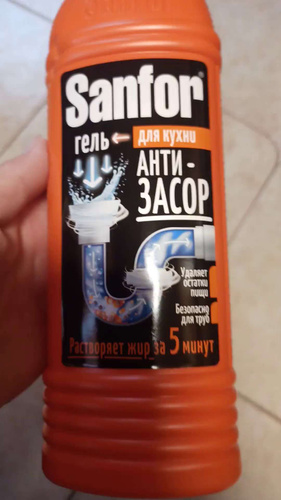 Sanfor®
гель
для кухни
АНТИ-
ЗАСОР
Удаляет
остатки
пищи
Безопасно
для труб
Растворяет жир за 5 минут